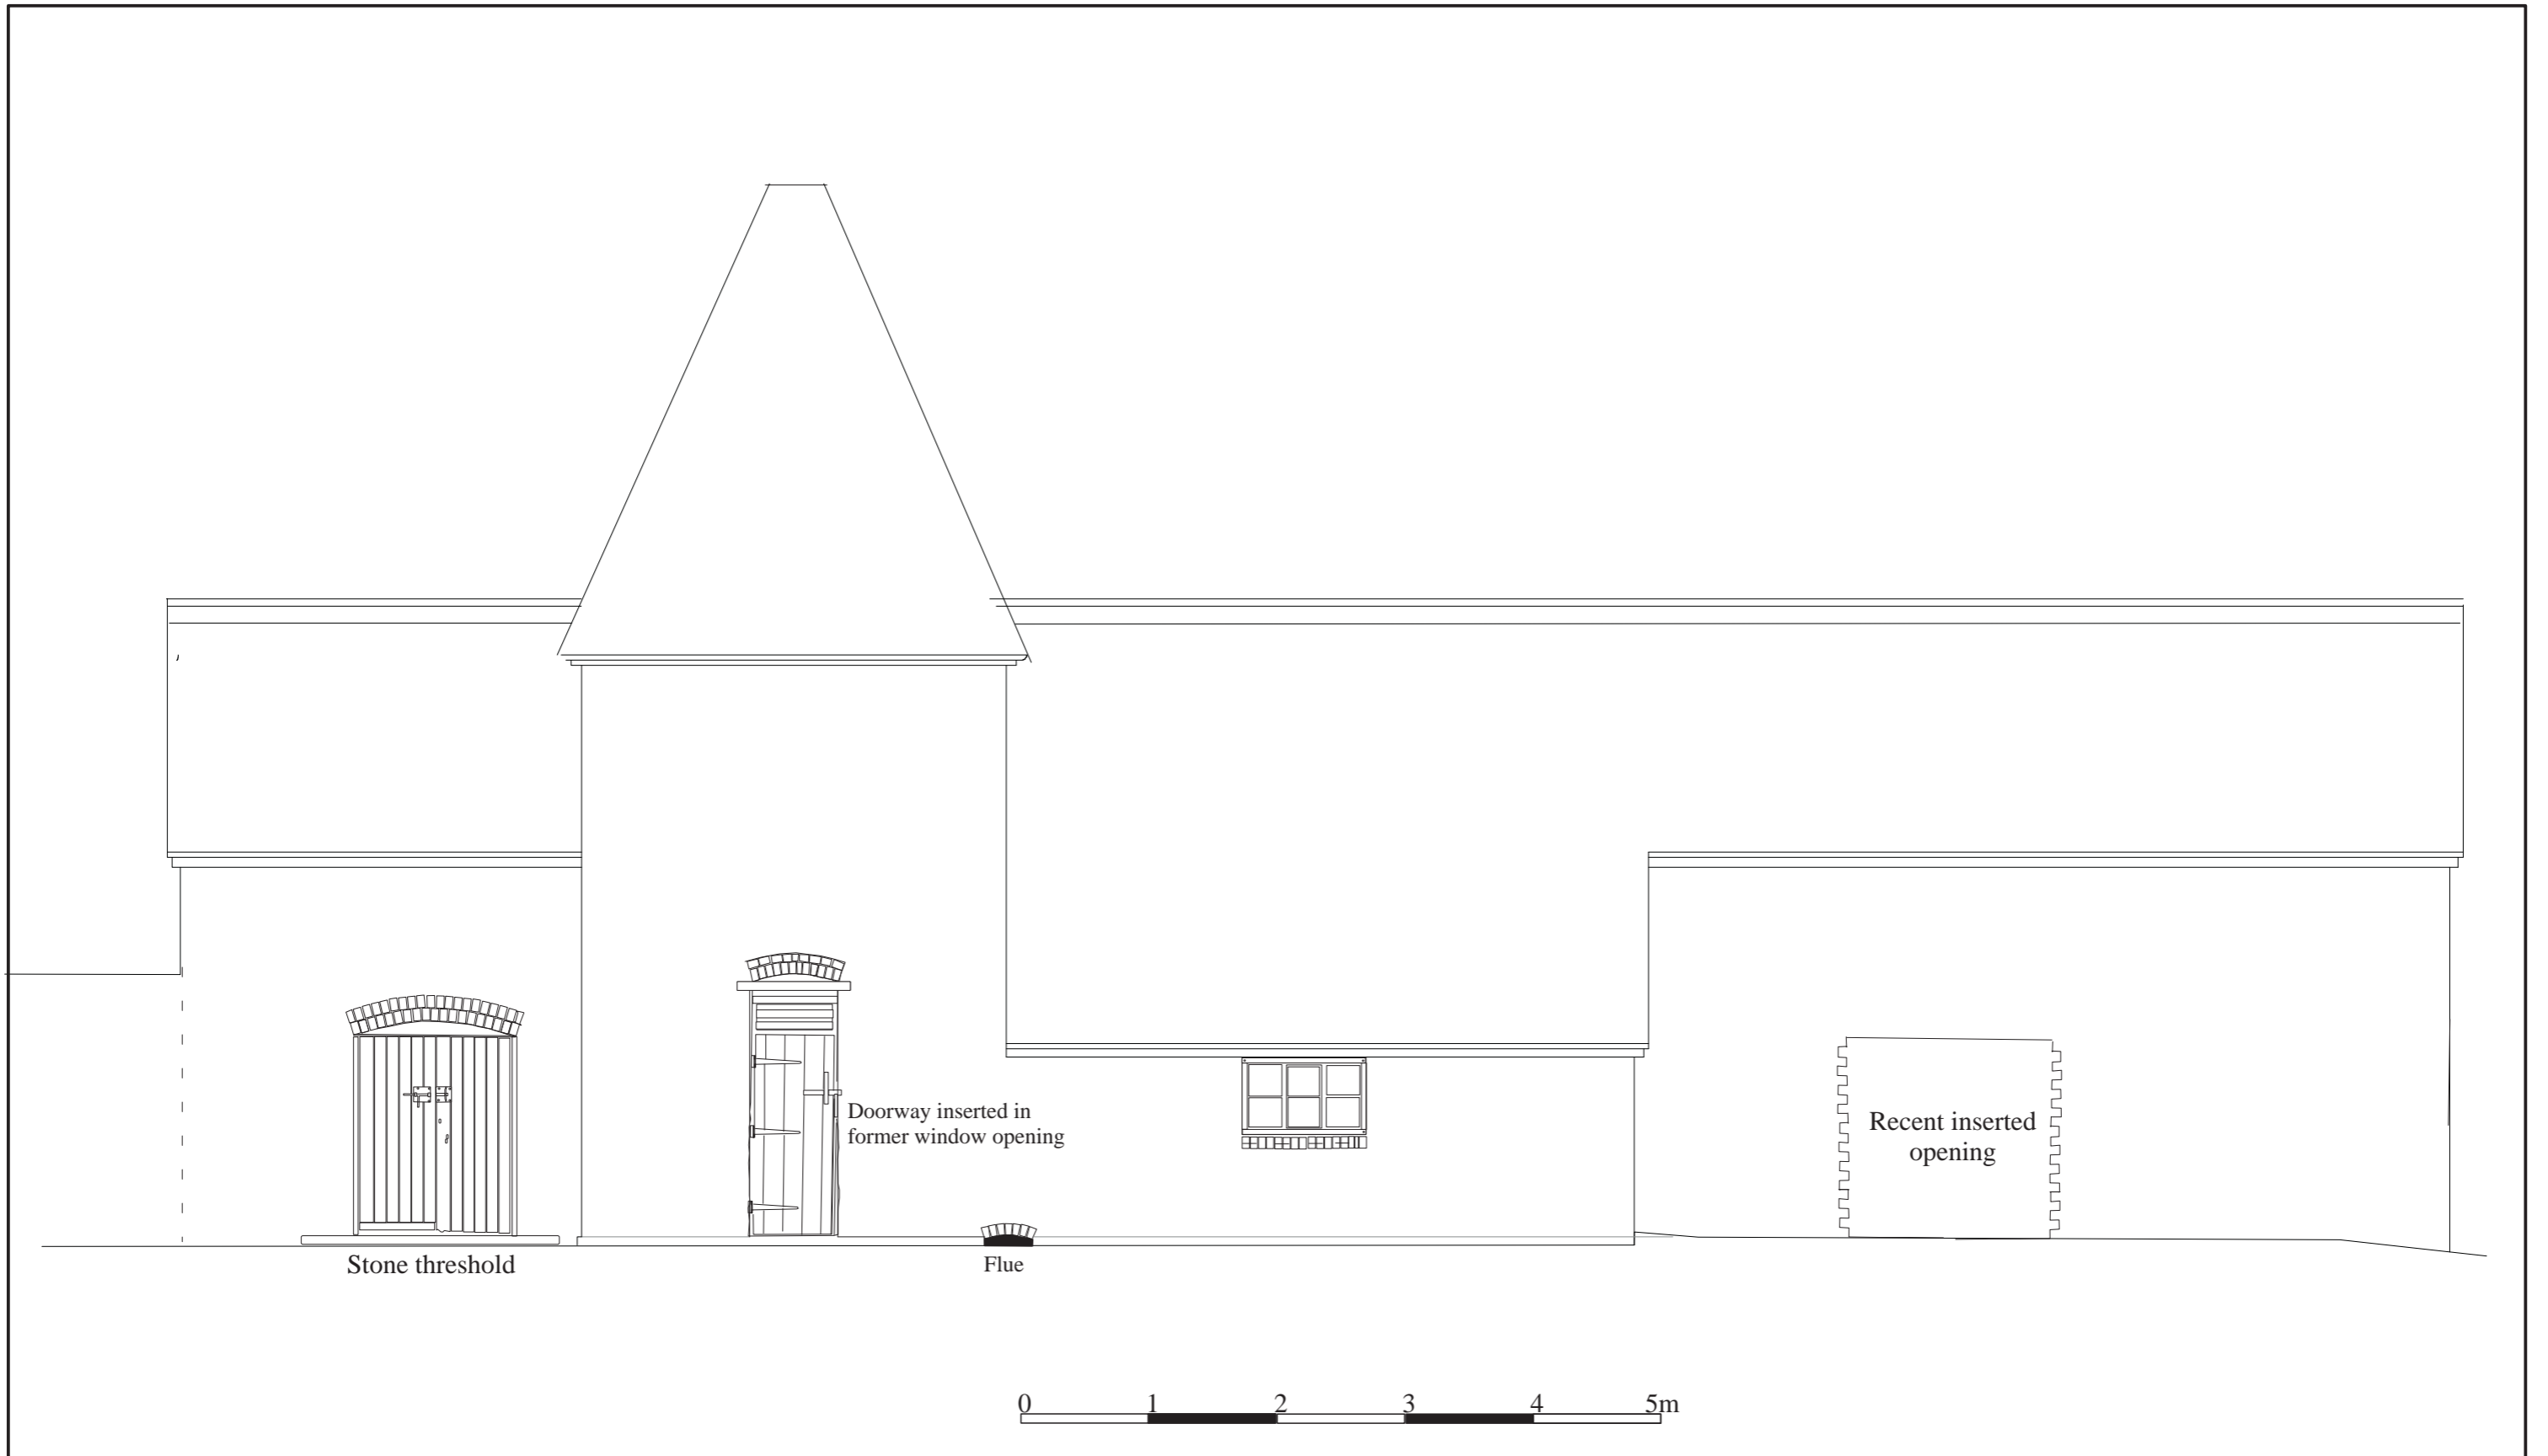 Doorway inserted in
former window opening
Recent inserted
opening
Stone threshold
Flue
0 1 2 3 4 5m